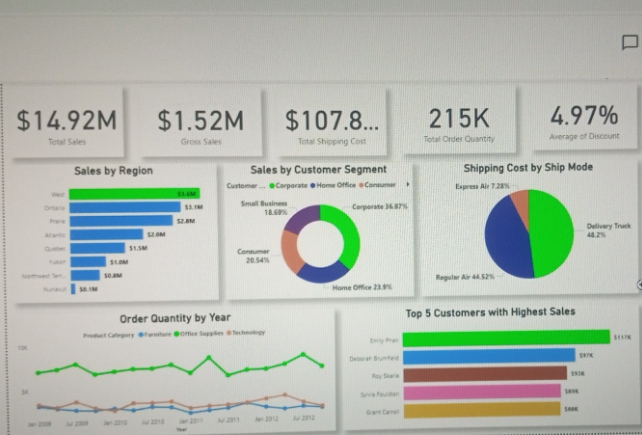 $14.92M
Total Sales
$1.52M
Gross Sales
$107.8...
Total Shipping Cost
215K
Total Order Quantity
4.97%
Average of Discount
Sales by Region
West $3.6M
Ontario $3.1M
Prarie $2.8M
Atlantic $2.0M
Quebec $1.5M
Yukon $1.0M
Northwest Terr... $0.8M
Nunavut $0.1M
Sales by Customer Segment
Customer ... Corporate Home Office Consumer
Small Business
18.69%
Corporate 36.87%
Consumer
20.54%
Home Office 23.9%
Shipping Cost by Ship Mode
Express Air 7.28%
Delivery Truck
48.2%
Regular Air 44.52%
Order Quantity by Year
Product Category Furniture Office Supplies Technology
10K
5K
Jan 2009 Jul 2009 Jan 2010 Jul 2010 Jan 2011 Jul 2011 Jan 2012 Jul 2012
Year
Top 5 Customers with Highest Sales
Emily Phan $117K
Deborah Brumfield $97K
Roy Skaria $93K
Sylvia Foulston $89K
Grant Carroll $88K